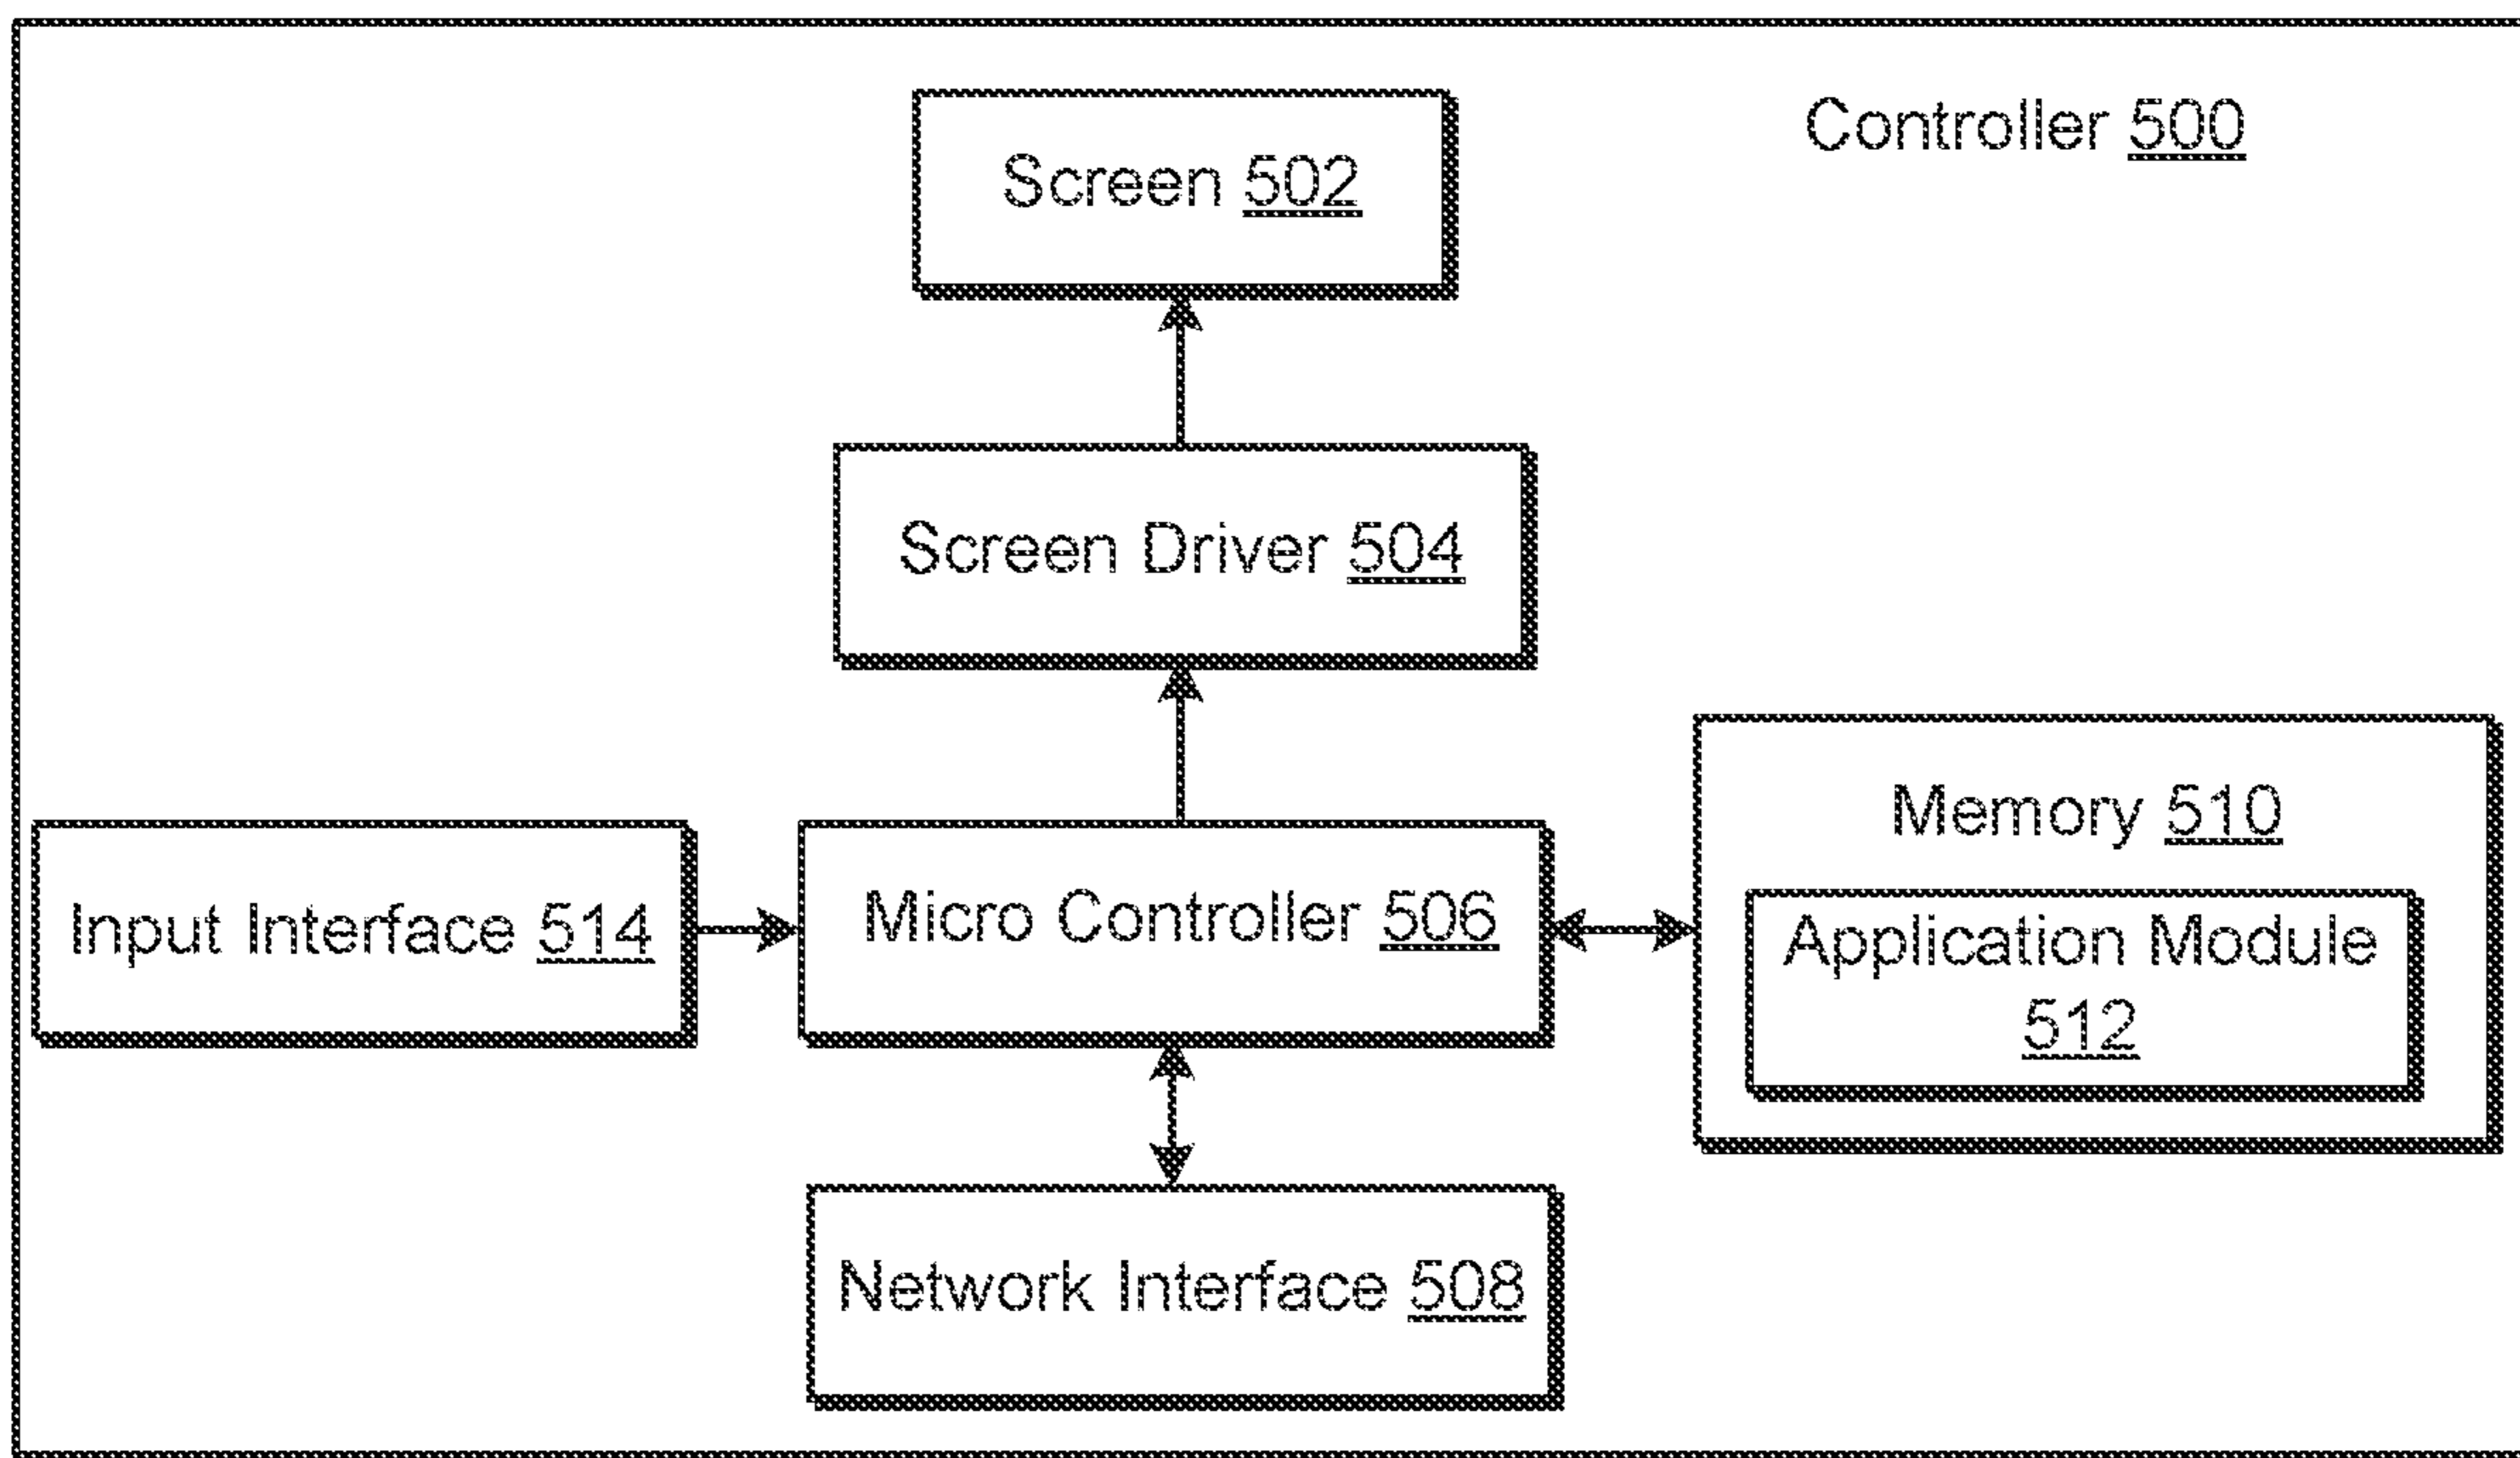 Controller 500
Screen 502
Screen Driver 504
Memory 510
Input Interface 514
Micro Controller 506
Application Module
512
Network Interface 508